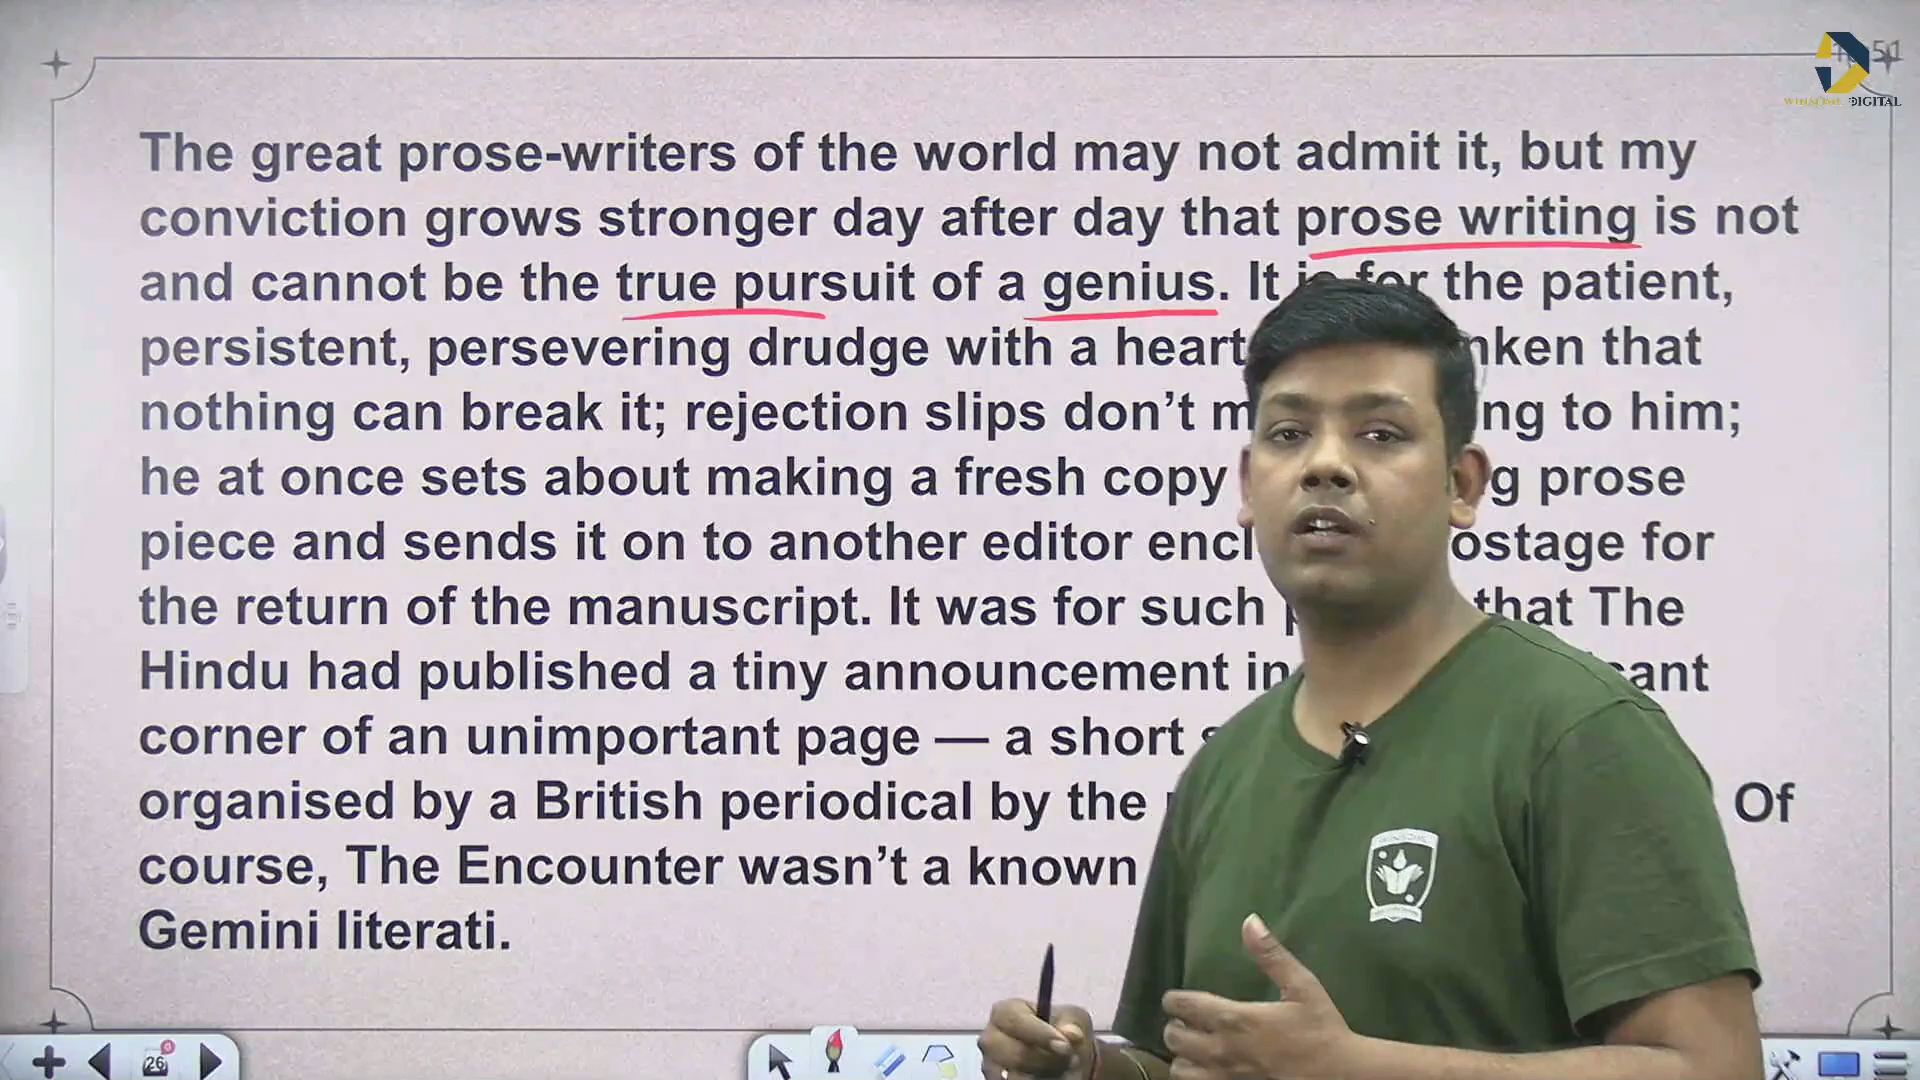 The great prose-writers of the world may not admit it, but my
conviction grows stronger day after day that prose writing is not
and cannot be the true pursuit of a genius. It is for the patient,
persistent, persevering drudge with a heart
that
nothing can break it; rejection slips don't to him;
he at once sets about making a fresh copy prose
piece and sends it on to another editor for
the return of the manuscript. It was for such that The
Hindu had published a tiny announcement
corner of an unimportant page — a short
organised by a British periodical by the Of
course, The Encounter wasn't a known
Gemini literati.
DIGITAL
26